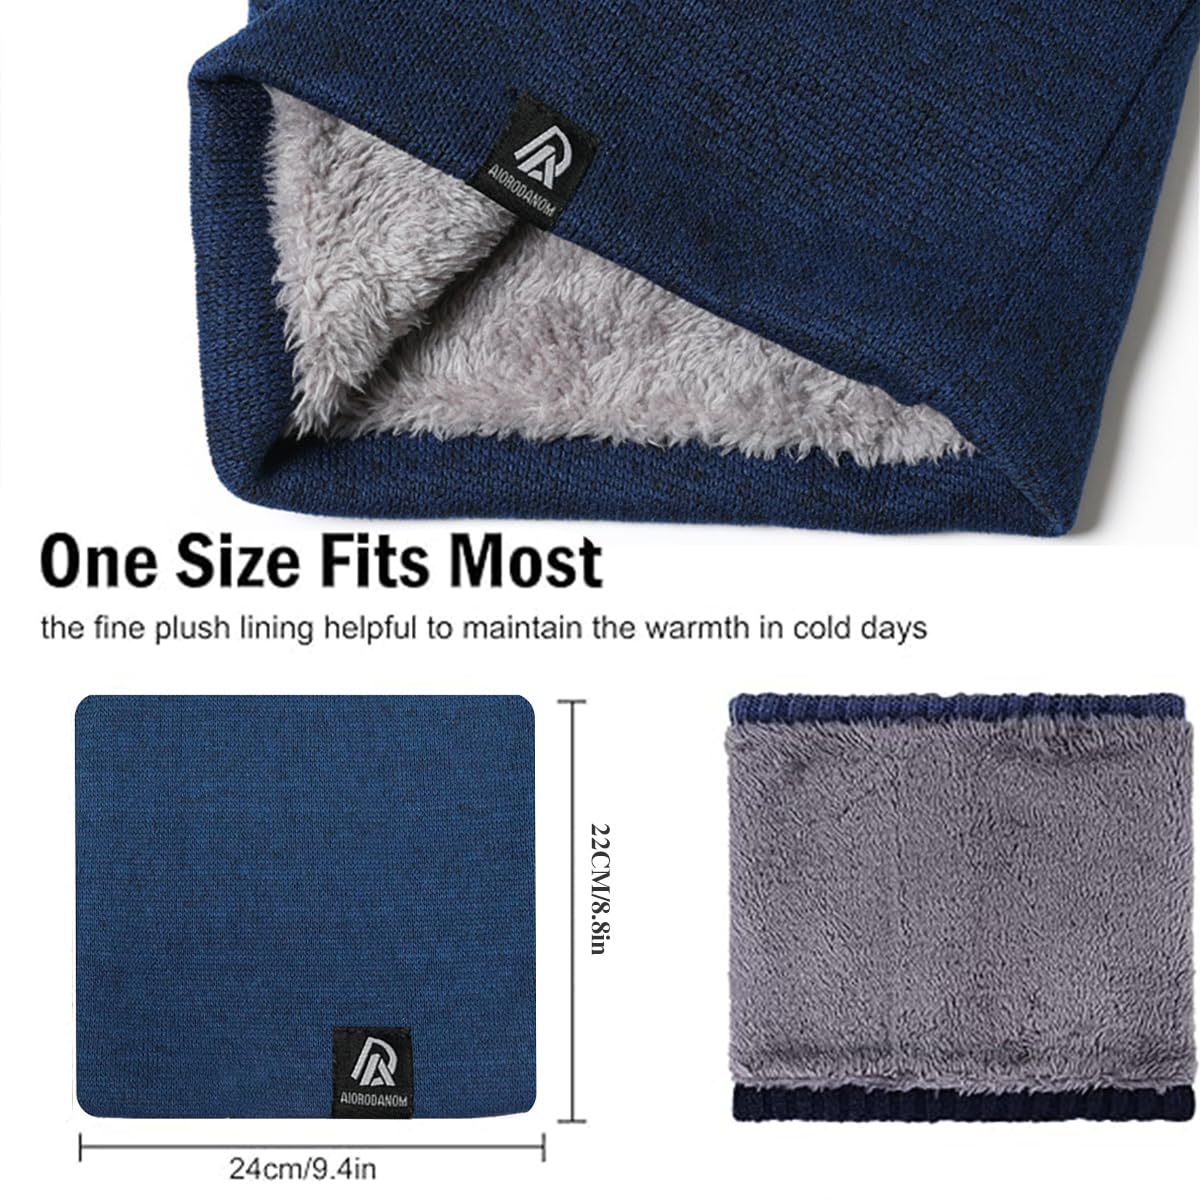 AIORODANOM
One Size Fits Most
the fine plush lining helpful to maintain the warmth in cold days
22CM/8.8in
AIORODANOM
24cm/9.4in